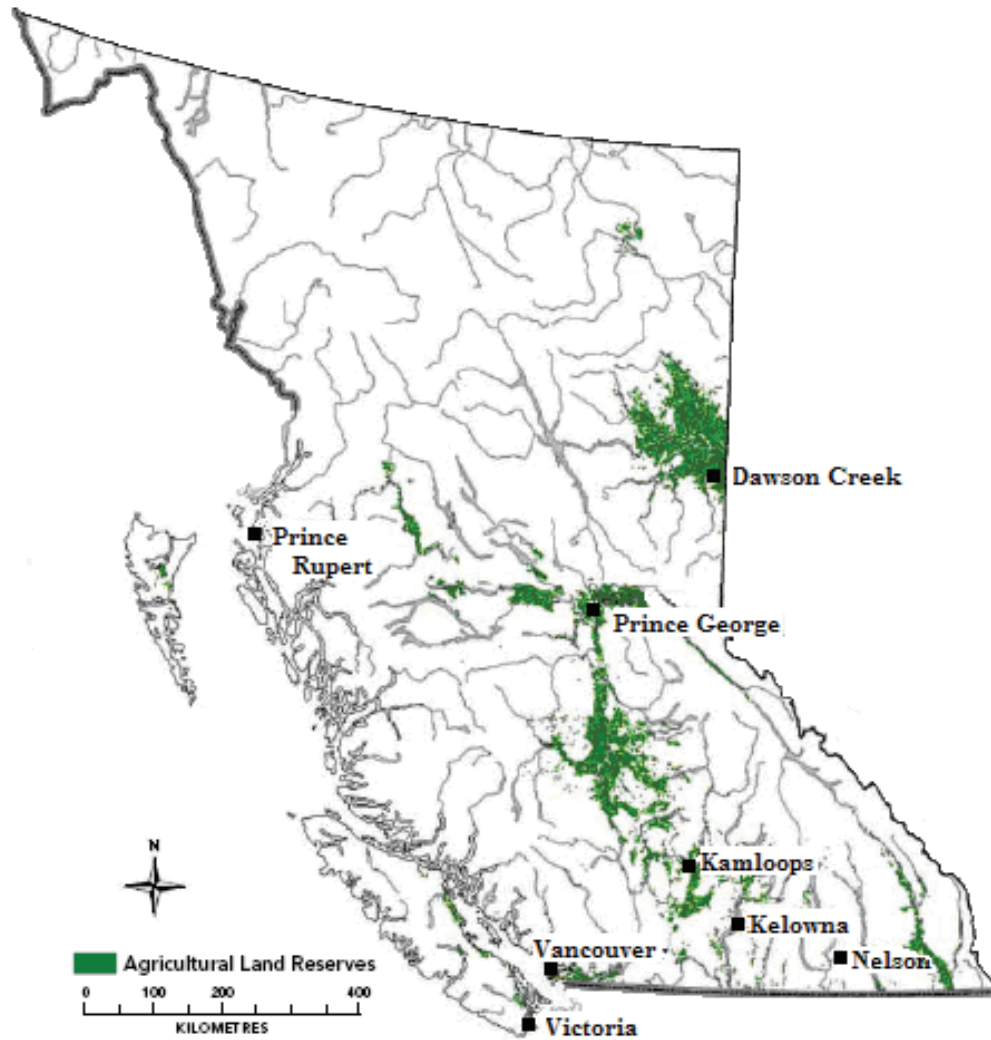 Dawson Creek
Prince
Rupert
Prince George
Kamloops
Kelowna
N
Vancouver
Nelson
Agricultural Land Reserves
0 100 200 400
KILOMETRES
Victoria